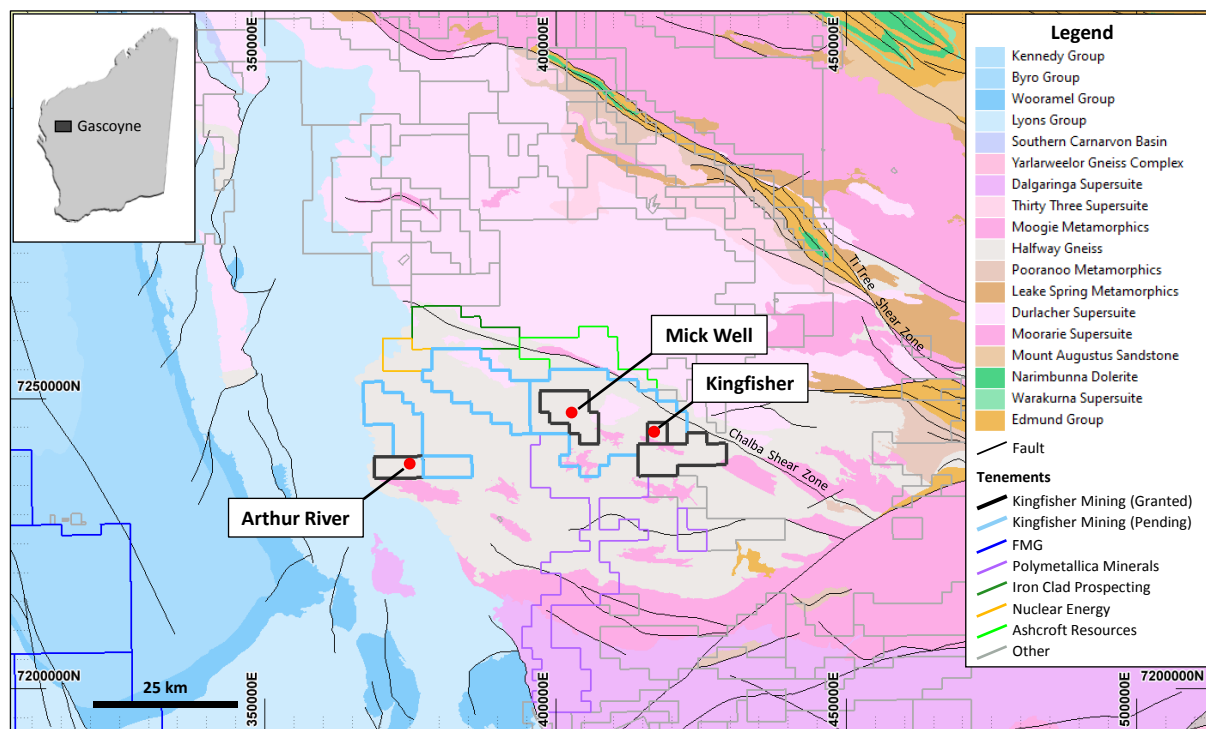 Gascoyne
350000E
400000E
450000E
Legend
Kennedy Group
Byro Group
Wooramel Group
Lyons Group
Southern Carnarvon Basin
Yarlarweelor Gneiss Complex
Dalgaringa Supersuite
Thirty Three Supersuite
Moogie Metamorphics
Halfway Gneiss
Pooranoo Metamorphics
Leake Spring Metamorphics
Durlacher Supersuite
Moorarie Supersuite
Mount Augustus Sandstone
Narimbunna Dolerite
Warakurna Supersuite
Edmund Group
Fault
Tenements
Kingfisher Mining (Granted)
Kingfisher Mining (Pending)
FMG
Polymetallica Minerals
Iron Clad Prospecting
Nuclear Energy
Ashcroft Resources
Other
Ti Tree Shear Zone
Mick Well
Kingfisher
7250000N
Chalba Shear Zone
Arthur River
7200000N
25 km
7200000N
350000E
400000E
450000E
500000E